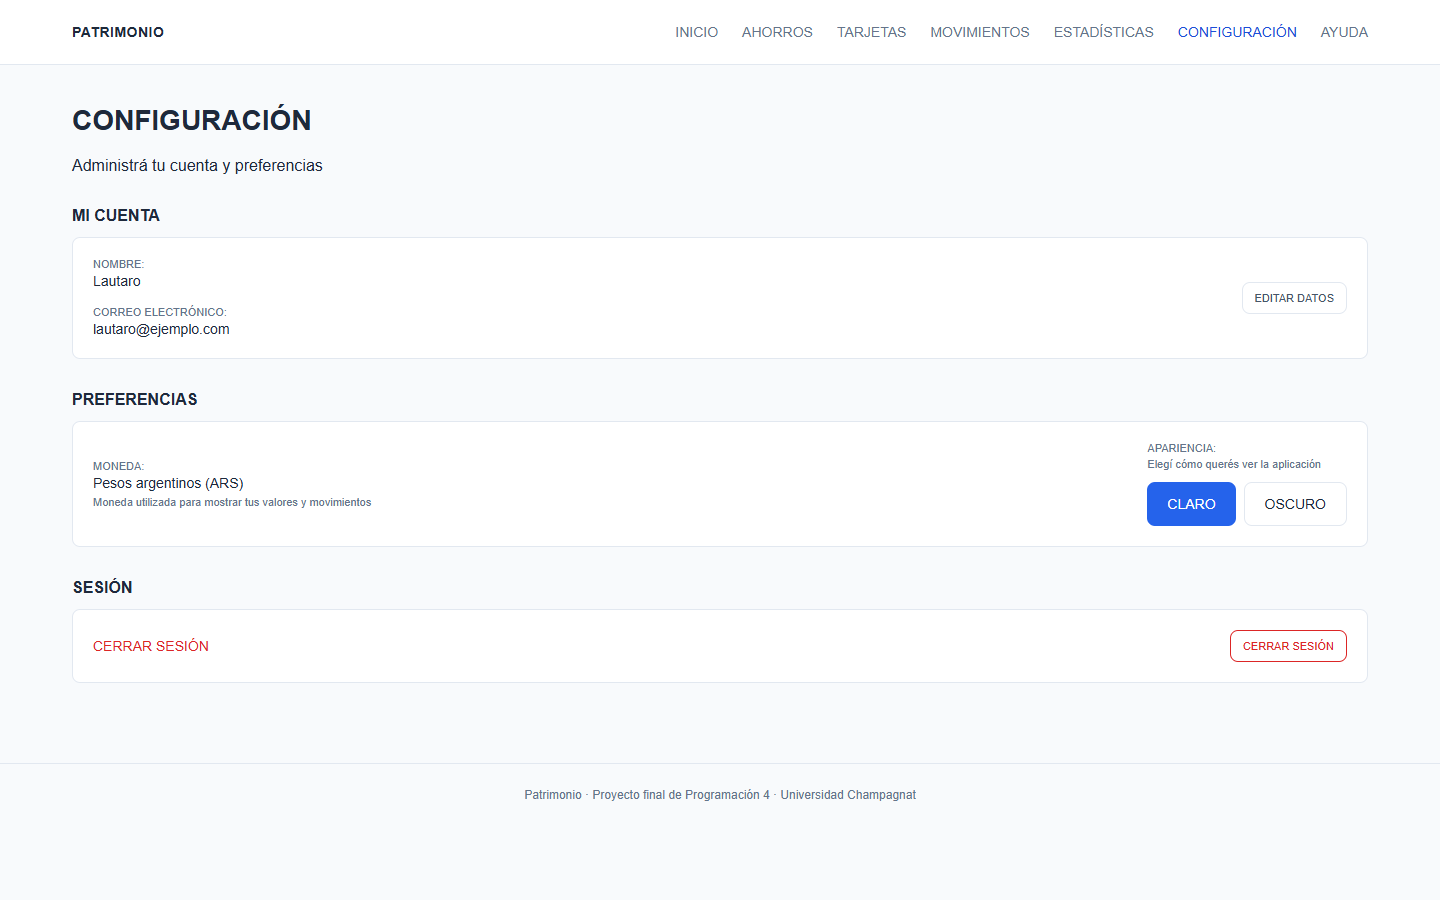 PATRIMONIO
INICIO AHORROS TARJETAS MOVIMIENTOS ESTADÍSTICAS CONFIGURACIÓN AYUDA
CONFIGURACIÓN
Administrá tu cuenta y preferencias
MI CUENTA
NOMBRE:
Lautaro
CORREO ELECTRÓNICO:
lautaro@ejemplo.com
EDITAR DATOS
PREFERENCIAS
MONEDA:
Pesos argentinos (ARS)
Moneda utilizada para mostrar tus valores y movimientos
APARIENCIA:
Elegí cómo querés ver la aplicación
CLARO OSCURO
SESIÓN
CERRAR SESIÓN
CERRAR SESIÓN
Patrimonio · Proyecto final de Programación 4 · Universidad Champagnat